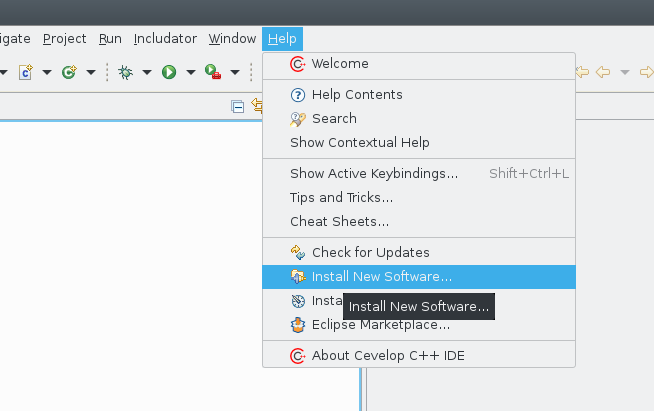 igate Project Run Includator Window Help
Welcome
Help Contents
Search
Show Contextual Help
Show Active Keybindings... Shift+Ctrl+L
Tips and Tricks...
Cheat Sheets...
Check for Updates
Install New Software...
Insta
Install New Software...
Eclipse Marketplace...
About Cevelop C++ IDE